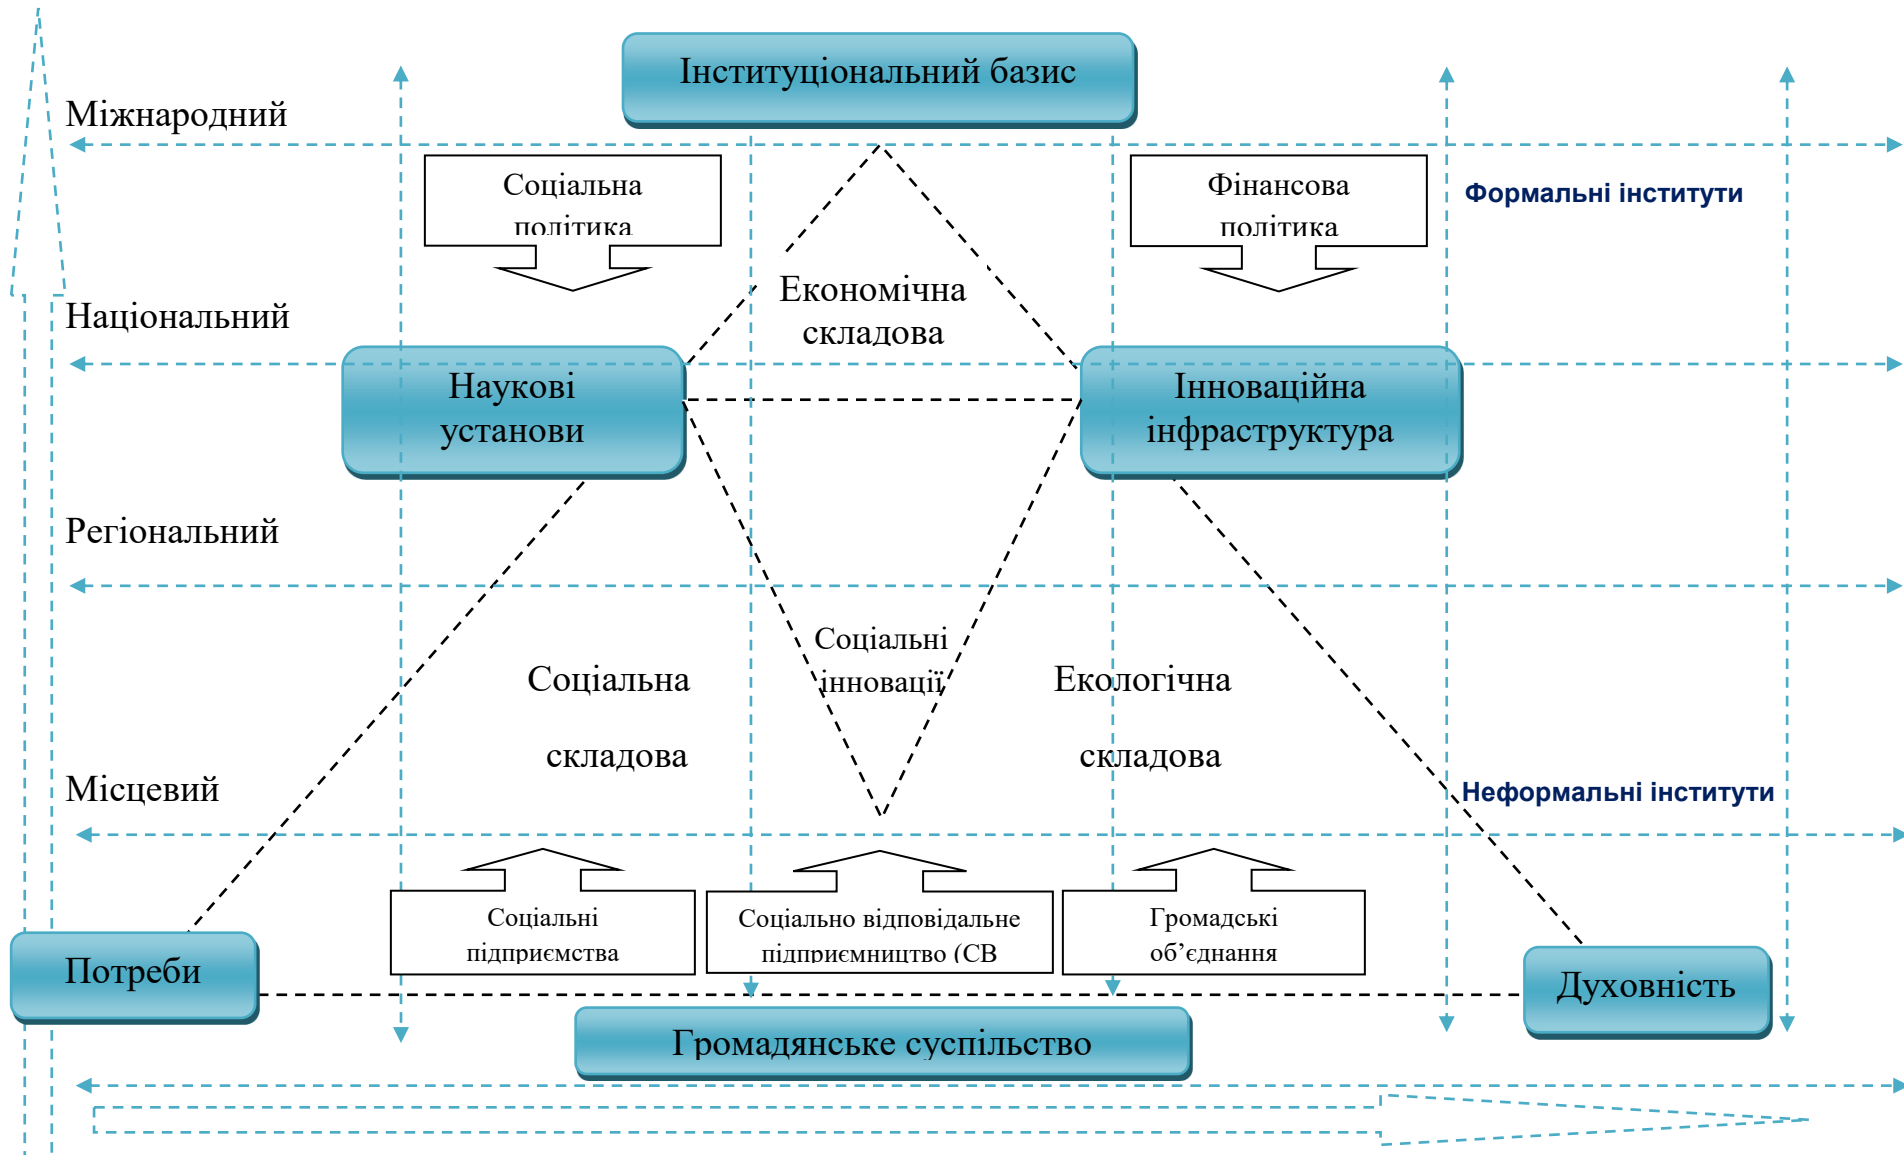 Інституціональний базис
Міжнародний
Соціальна
політика
Фінансова
політика
Формальні інститути
Економічна
складова
Національний
Наукові
установи
Інноваційна
інфраструктура
Регіональний
Соціальні
інновації
Соціальна
складова
Екологічна
складова
Місцевий
Неформальні інститути
Соціальні
підприємства
Соціально відповідальне
підприємництво (СВ
Громадські
об’єднання
Потреби
Духовність
Громадянське суспільство